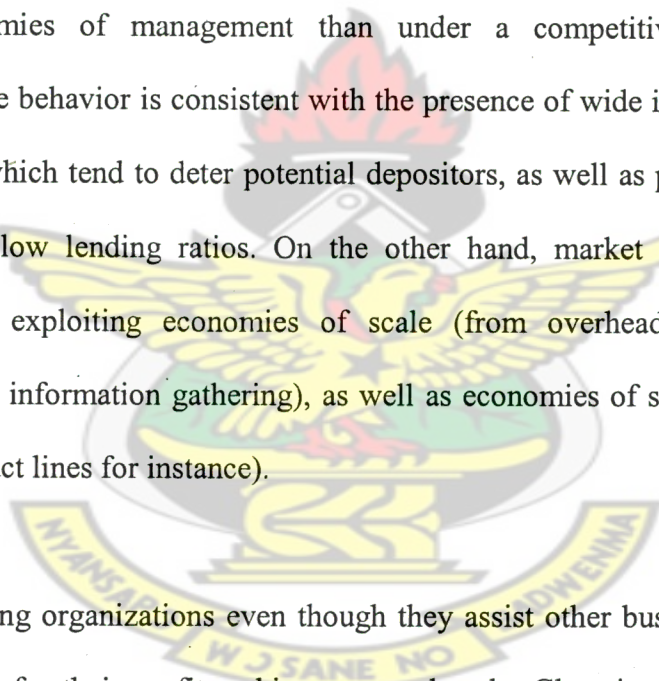 mies of management than under a competitiv
e behavior is consistent with the presence of wide i
hich tend to deter potential depositors, as well as p
low lending ratios. On the other hand, market
exploiting economies of scale (from overhead
information gathering), as well as economies of s
ct lines for instance).
NYANSAPO
W Ɔ SANE NO
ADWENMA
ng organizations even though they assist other bus